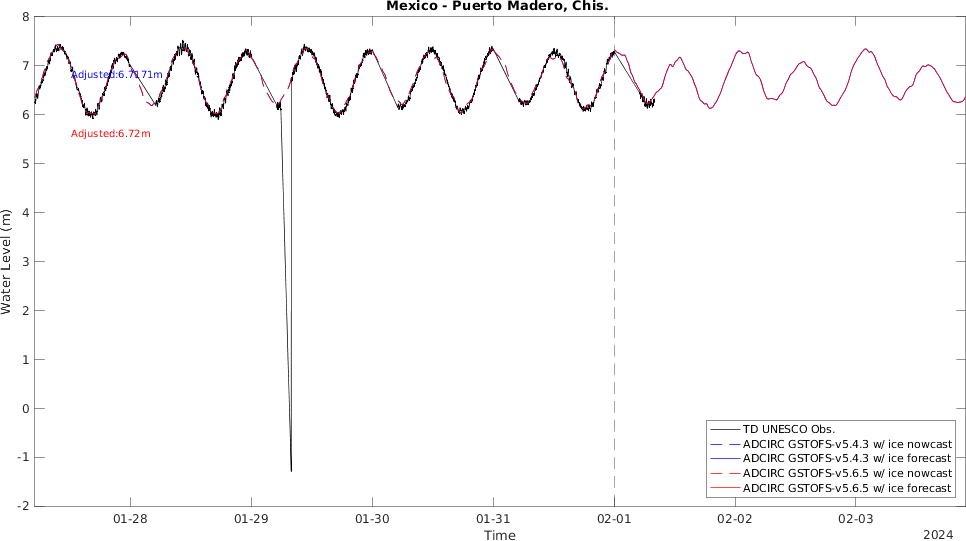 Mexico - Puerto Madero, Chis.
8
7
6
5
4
3
2
1
0
-1
-2
Water Level (m)
Adjusted:6.7171m
Adjusted:6.72m
TD UNESCO Obs.
ADCIRC GSTOFS-v5.4.3 w/ ice nowcast
ADCIRC GSTOFS-v5.4.3 w/ ice forecast
ADCIRC GSTOFS-v5.6.5 w/ ice nowcast
ADCIRC GSTOFS-v5.6.5 w/ ice forecast
01-28 01-29 01-30 01-31 02-01 02-02 02-03
Time
2024